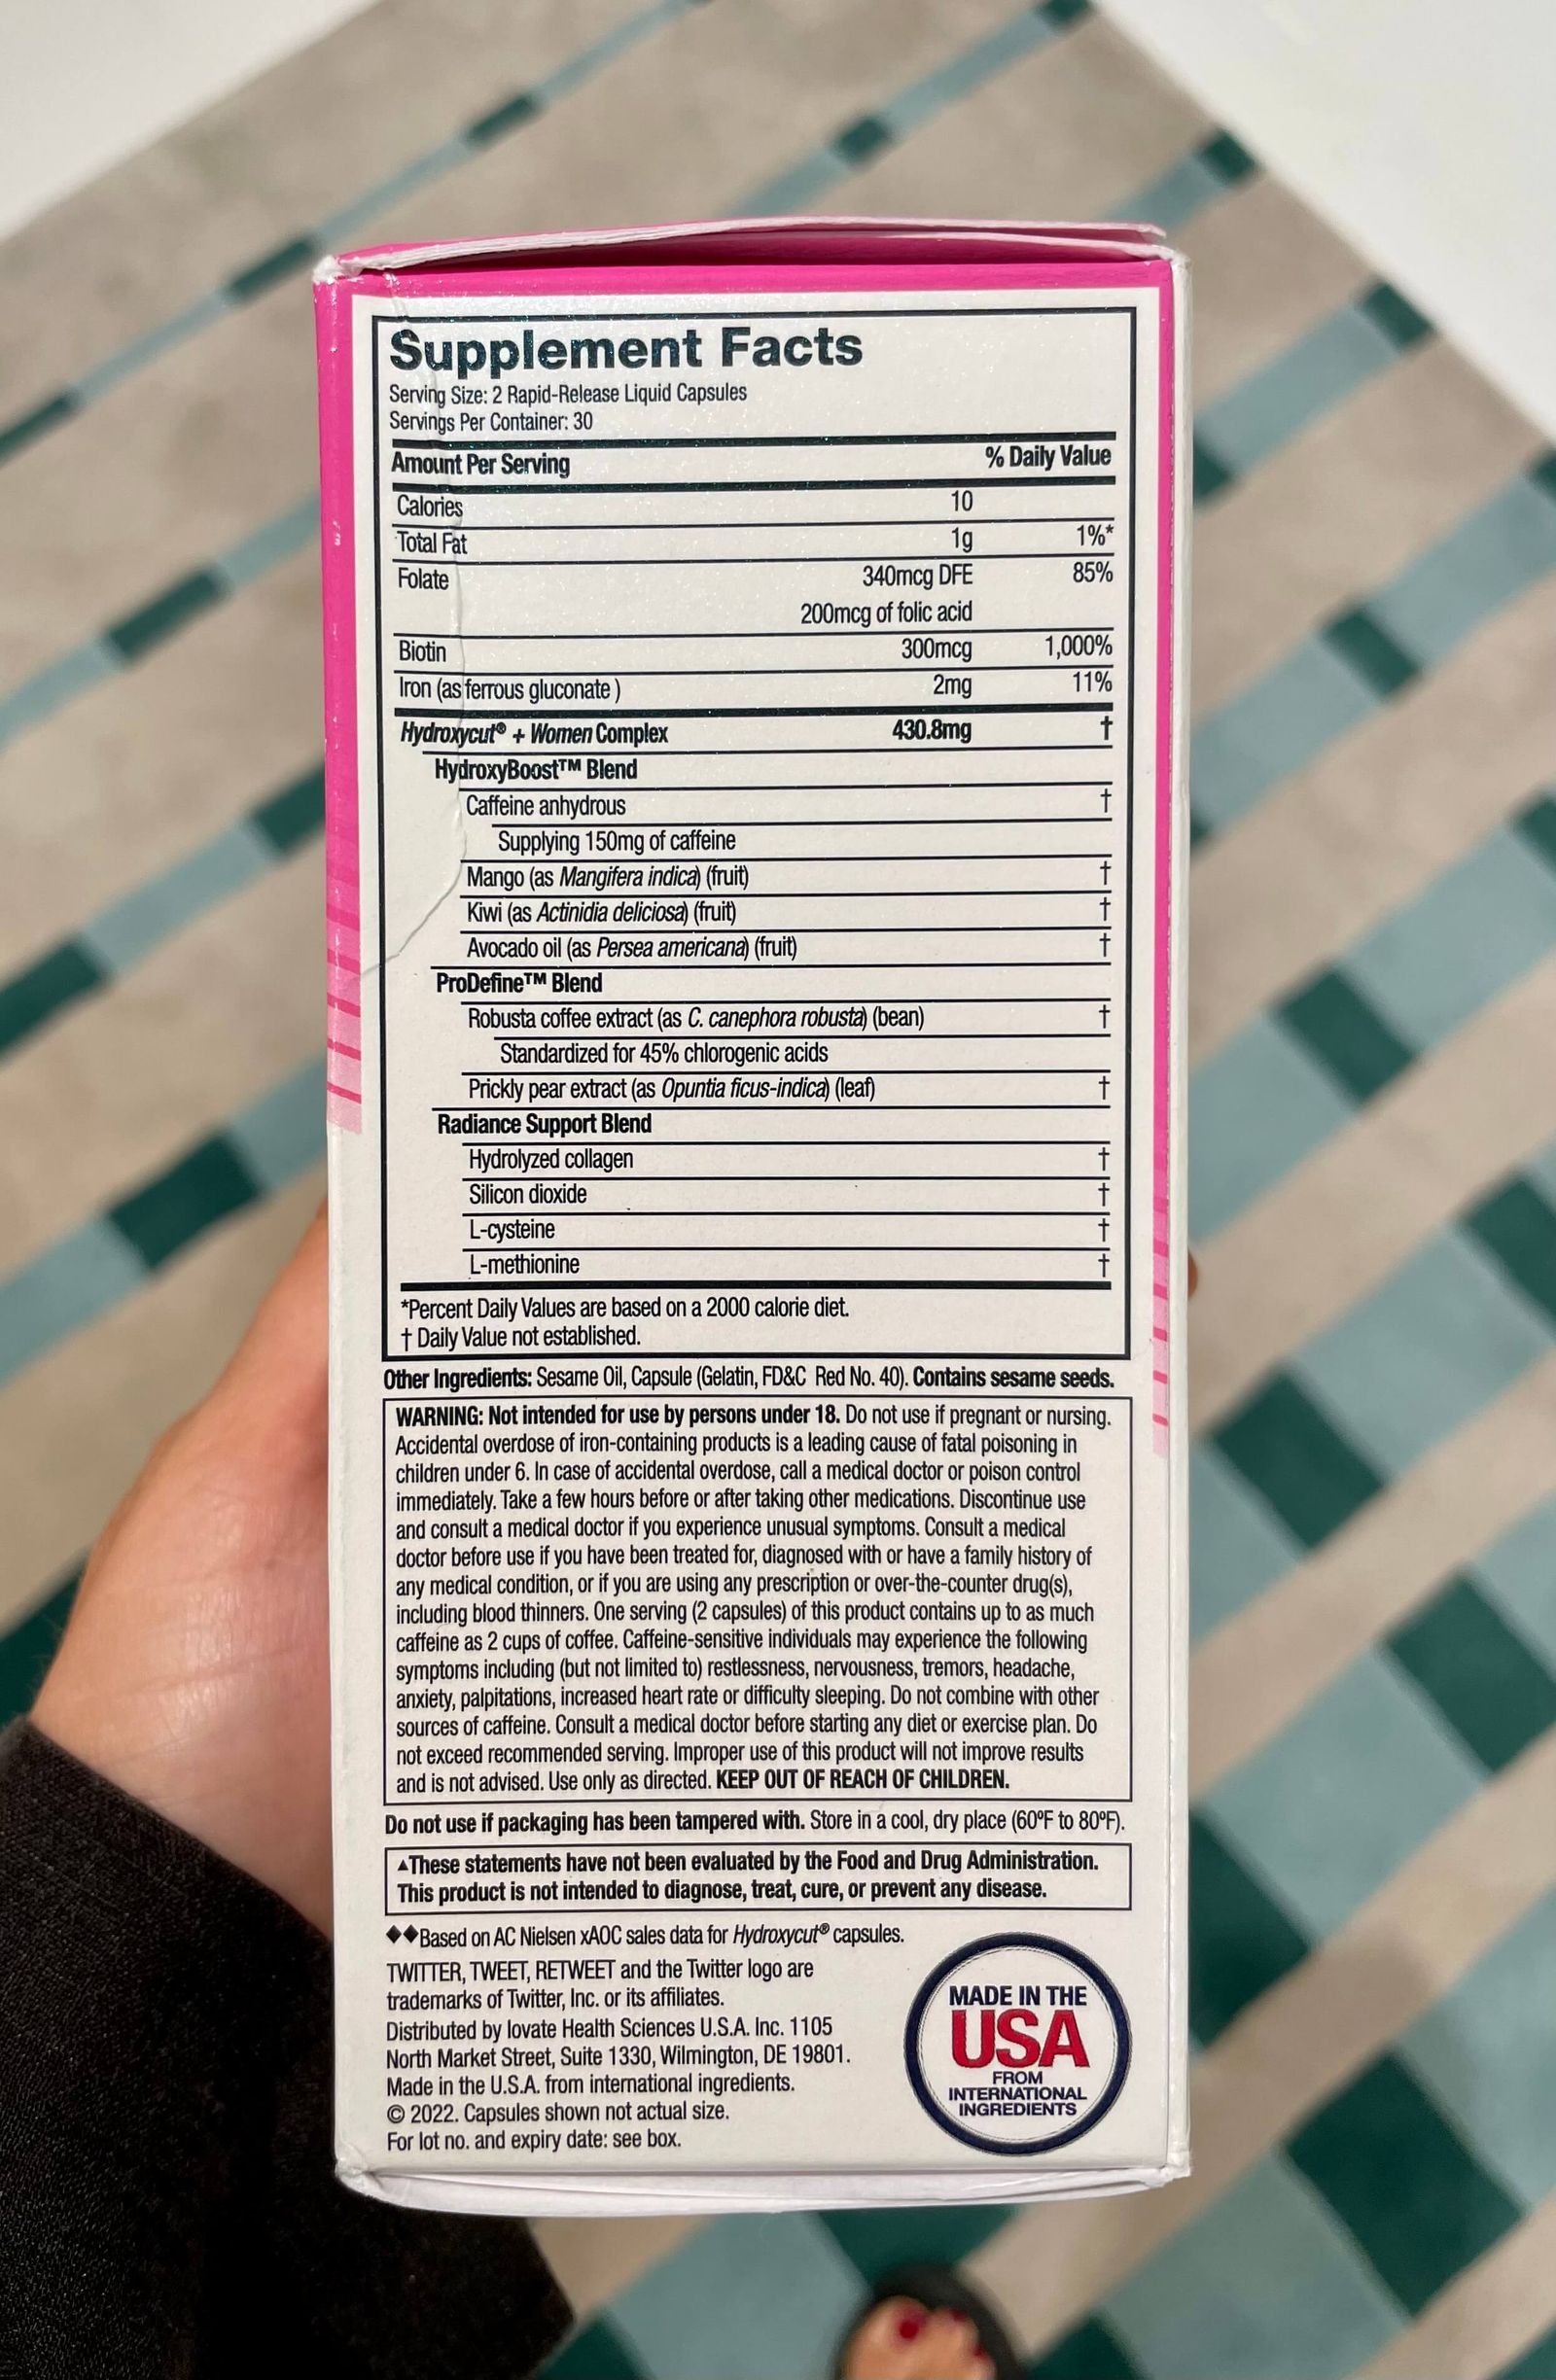 Supplement Facts
Serving Size: 2 Rapid-Release Liquid Capsules
Servings Per Container: 30
Amount Per Serving % Daily Value
Calories 10
Total Fat 1g 1%*
Folate 340mcg DFE 85%
200mcg of folic acid
Biotin 300mcg 1,000%
Iron (as ferrous gluconate ) 2mg 11%
Hydroxycut® + Women Complex 430.8mg †
HydroxyBoost™ Blend
Caffeine anhydrous †
Supplying 150mg of caffeine
Mango (as Mangifera indica) (fruit) †
Kiwi (as Actinidia deliciosa) (fruit) †
Avocado oil (as Persea americana) (fruit) †
ProDefine™ Blend
Robusta coffee extract (as C. canephora robusta) (bean) †
Standardized for 45% chlorogenic acids
Prickly pear extract (as Opuntia ficus-indica) (leaf) †
Radiance Support Blend
Hydrolyzed collagen †
Silicon dioxide †
L-cysteine †
L-methionine †
*Percent Daily Values are based on a 2000 calorie diet.
† Daily Value not established.
Other Ingredients: Sesame Oil, Capsule (Gelatin, FD&C Red No. 40). Contains sesame seeds.
WARNING: Not intended for use by persons under 18. Do not use if pregnant or nursing.
Accidental overdose of iron-containing products is a leading cause of fatal poisoning in
children under 6. In case of accidental overdose, call a medical doctor or poison control
immediately. Take a few hours before or after taking other medications. Discontinue use
and consult a medical doctor if you experience unusual symptoms. Consult a medical
doctor before use if you have been treated for, diagnosed with or have a family history of
any medical condition, or if you are using any prescription or over-the-counter drug(s),
including blood thinners. One serving (2 capsules) of this product contains up to as much
caffeine as 2 cups of coffee. Caffeine-sensitive individuals may experience the following
symptoms including (but not limited to) restlessness, nervousness, tremors, headache,
anxiety, palpitations, increased heart rate or difficulty sleeping. Do not combine with other
sources of caffeine. Consult a medical doctor before starting any diet or exercise plan. Do
not exceed recommended serving. Improper use of this product will not improve results
and is not advised. Use only as directed. KEEP OUT OF REACH OF CHILDREN.
Do not use if packaging has been tampered with. Store in a cool, dry place (60ºF to 80ºF).
▲These statements have not been evaluated by the Food and Drug Administration.
This product is not intended to diagnose, treat, cure, or prevent any disease.
◆◆Based on AC Nielsen xAOC sales data for Hydroxycut® capsules.
TWITTER, TWEET, RETWEET and the Twitter logo are
trademarks of Twitter, Inc. or its affiliates.
Distributed by Iovate Health Sciences U.S.A. Inc. 1105
North Market Street, Suite 1330, Wilmington, DE 19801.
Made in the U.S.A. from international ingredients.
© 2022. Capsules shown not actual size.
For lot no. and expiry date: see box.
MADE IN THE
USA
FROM
INTERNATIONAL
INGREDIENTS